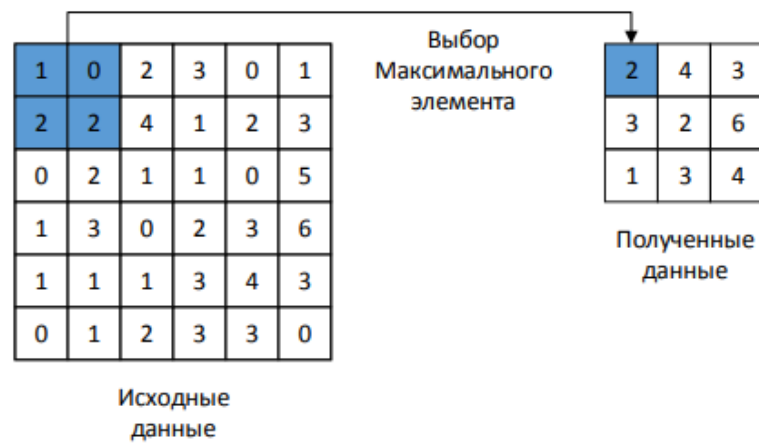 Выбор
Максимального
элемента
1 0 2 3 0 1
2 2 4 1 2 3
0 2 1 1 0 5
1 3 0 2 3 6
1 1 1 3 4 3
0 1 2 3 3 0
Исходные
данные
2 4 3
3 2 6
1 3 4
Полученные
данные